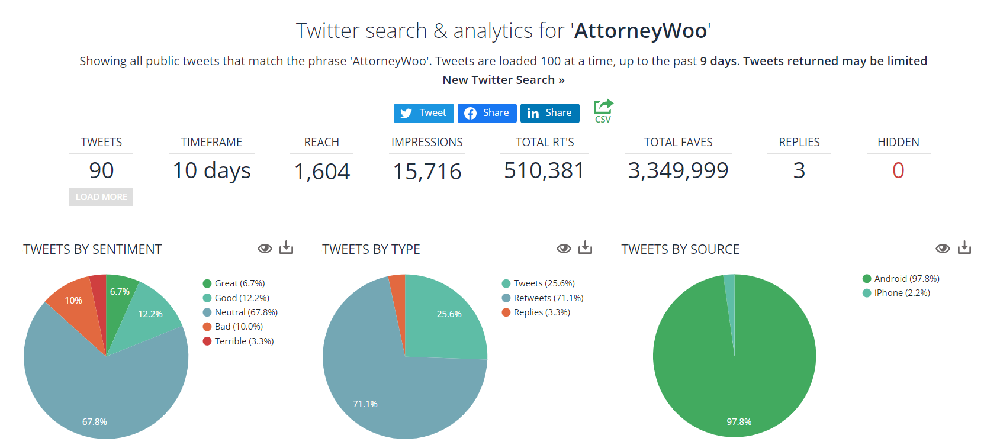 Twitter search & analytics for 'AttorneyWoo'
Showing all public tweets that match the phrase 'AttorneyWoo'. Tweets are loaded 100 at a time, up to the past 9 days. Tweets returned may be limited
New Twitter Search »
Tweet Share Share CSV
TWEETS TIMEFRAME REACH IMPRESSIONS TOTAL RT'S TOTAL FAVES REPLIES HIDDEN
90 10 days 1,604 15,716 510,381 3,349,999 3 0
LOAD MORE
TWEETS BY SENTIMENT
6.7%
12.2%
10%
67.8%
Great (6.7%)
Good (12.2%)
Neutral (67.8%)
Bad (10.0%)
Terrible (3.3%)
TWEETS BY TYPE
25.6%
71.1%
Tweets (25.6%)
Retweets (71.1%)
Replies (3.3%)
TWEETS BY SOURCE
97.8%
Android (97.8%)
iPhone (2.2%)